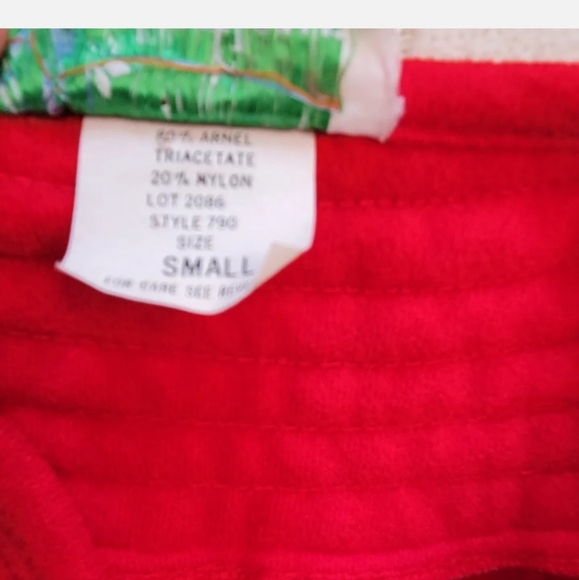 80% ARNEL
TRIACETATE
20% NYLON
LOT 2086
STYLE 790
SIZE
SMALL
FOR CARE SEE